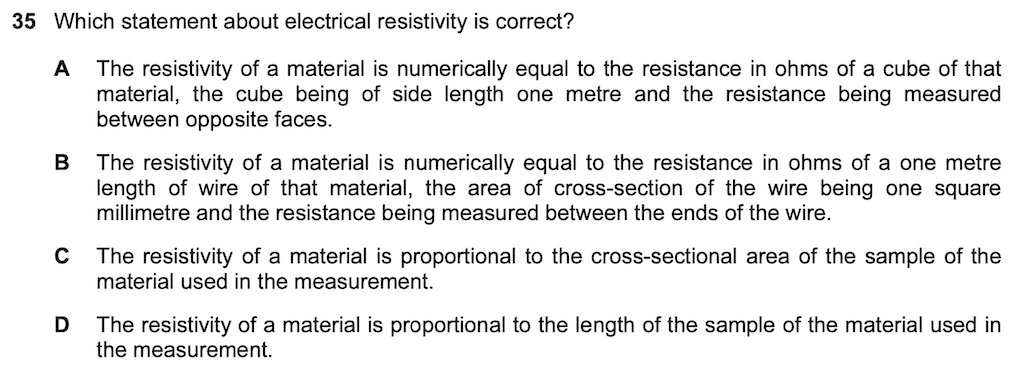 35 Which statement about electrical resistivity is correct?
A The resistivity of a material is numerically equal to the resistance in ohms of a cube of that
material, the cube being of side length one metre and the resistance being measured
between opposite faces.
B The resistivity of a material is numerically equal to the resistance in ohms of a one metre
length of wire of that material, the area of cross-section of the wire being one square
millimetre and the resistance being measured between the ends of the wire.
C The resistivity of a material is proportional to the cross-sectional area of the sample of the
material used in the measurement.
D The resistivity of a material is proportional to the length of the sample of the material used in
the measurement.